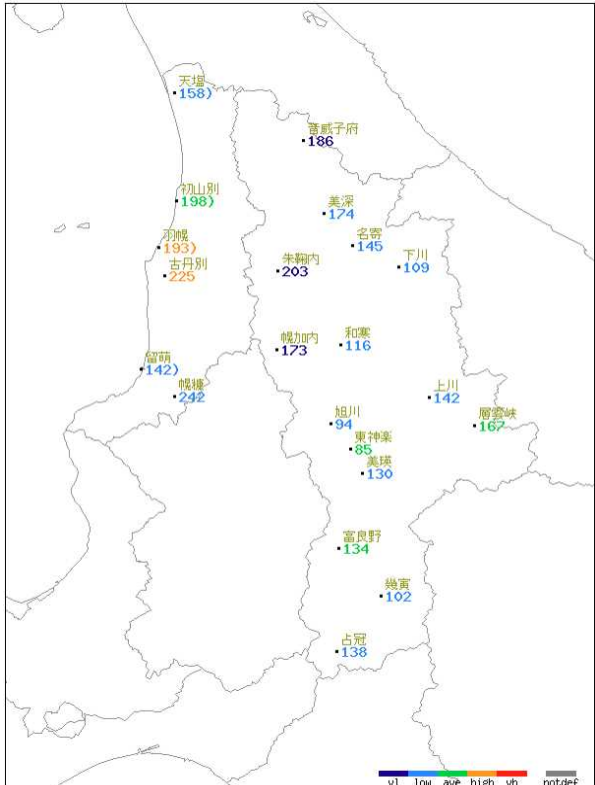 天塩
158)
音威子府
186
初山別
198)
美深
174
名寄
145
羽幌
193)
下川
109
古丹別
225
朱鞠内
203
幌加内
173
和寒
116
留萌
142)
幌糠
242
上川
142
旭川
94
層雲峡
167
東神楽
85
美瑛
130
富良野
134
幾寅
102
占冠
138
vl low ave high vh notdef